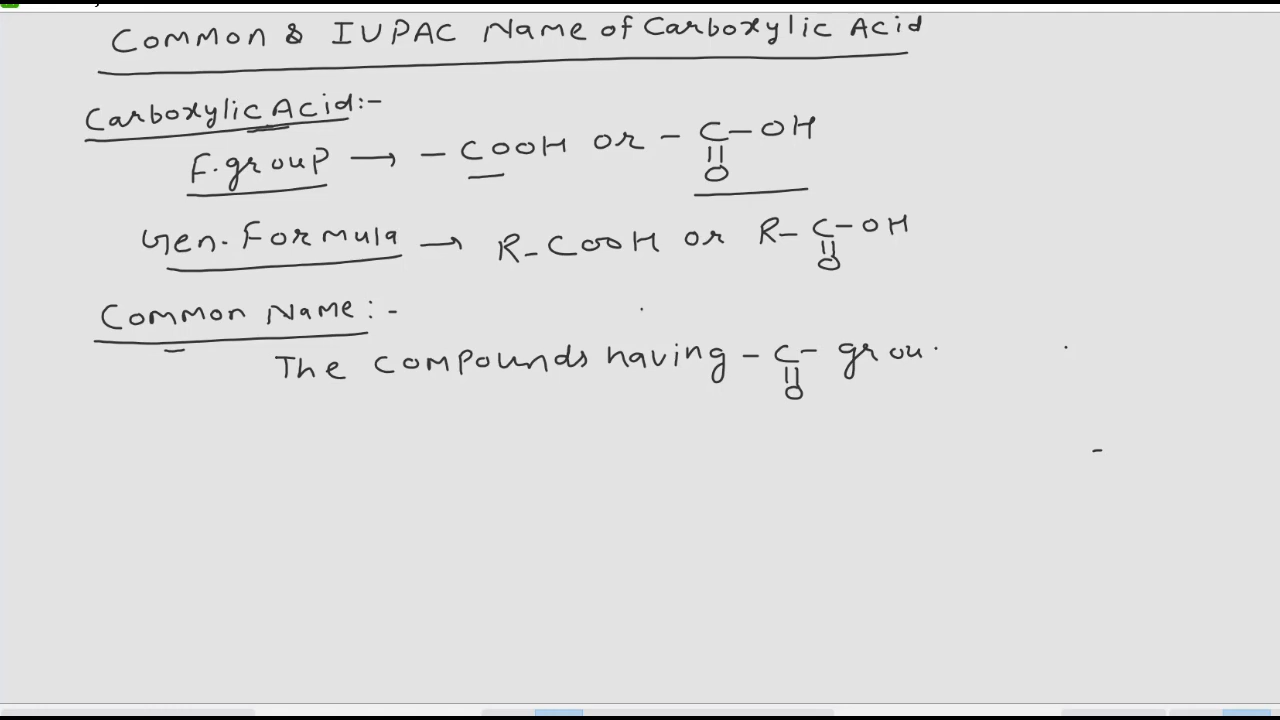 Common & IUPAC Name of Carboxylic Acid
Carboxylic Acid:-
F. group → - COOH or - C - OH
||
O
Gen. Formula → R - COOH or R - C - OH
||
O
Common Name :-
The compounds having - C - grou
||
O